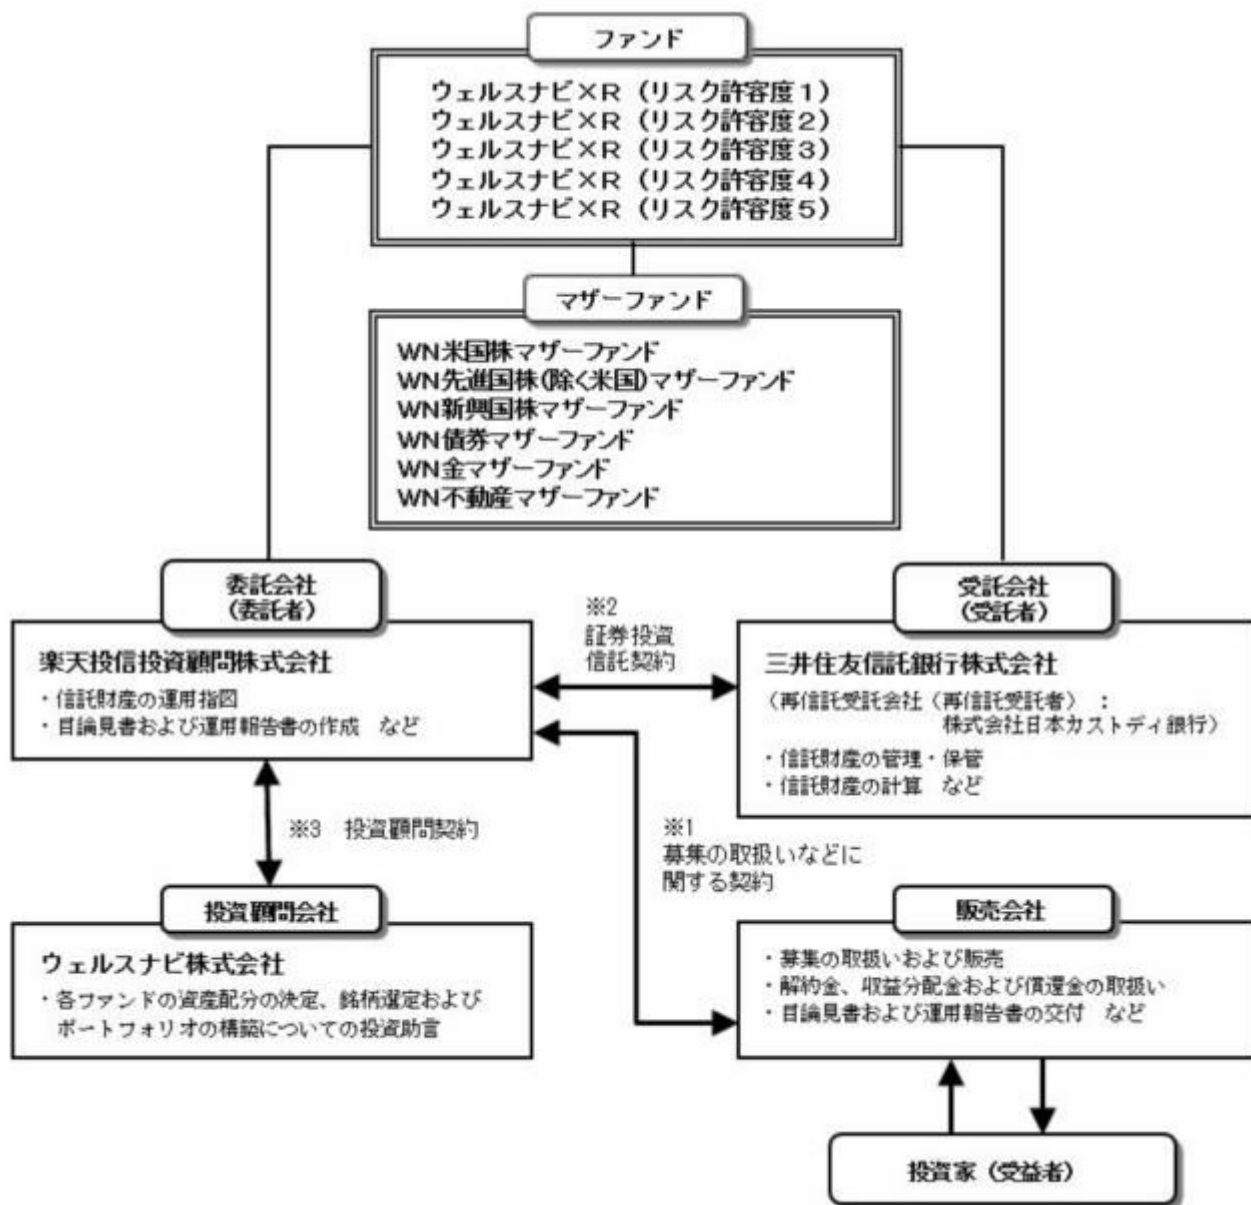 ファンド
ウェルスナビ×R（リスク許容度１）
ウェルスナビ×R（リスク許容度２）
ウェルスナビ×R（リスク許容度３）
ウェルスナビ×R（リスク許容度４）
ウェルスナビ×R（リスク許容度５）
マザーファンド
WN米国株マザーファンド
WN先進国株(除く米国)マザーファンド
WN新興国株マザーファンド
WN債券マザーファンド
WN金マザーファンド
WN不動産マザーファンド
委託会社
（委託者）
楽天投信投資顧問株式会社
・信託財産の運用指図
・目論見書および運用報告書の作成　など
※2
証券投資
信託契約
受託会社
（受託者）
三井住友信託銀行株式会社
（再信託受託会社（再信託受託者）：
株式会社日本カストディ銀行）
・信託財産の管理・保管
・信託財産の計算　など
※3　投資顧問契約
※1
募集の取扱いなどに
関する契約
投資顧問会社
ウェルスナビ株式会社
・各ファンドの資産配分の決定、銘柄選定および
ポートフォリオの構築についての投資助言
販売会社
・募集の取扱いおよび販売
・解約金、収益分配金および償還金の取扱い
・目論見書および運用報告書の交付　など
投資家（受益者）